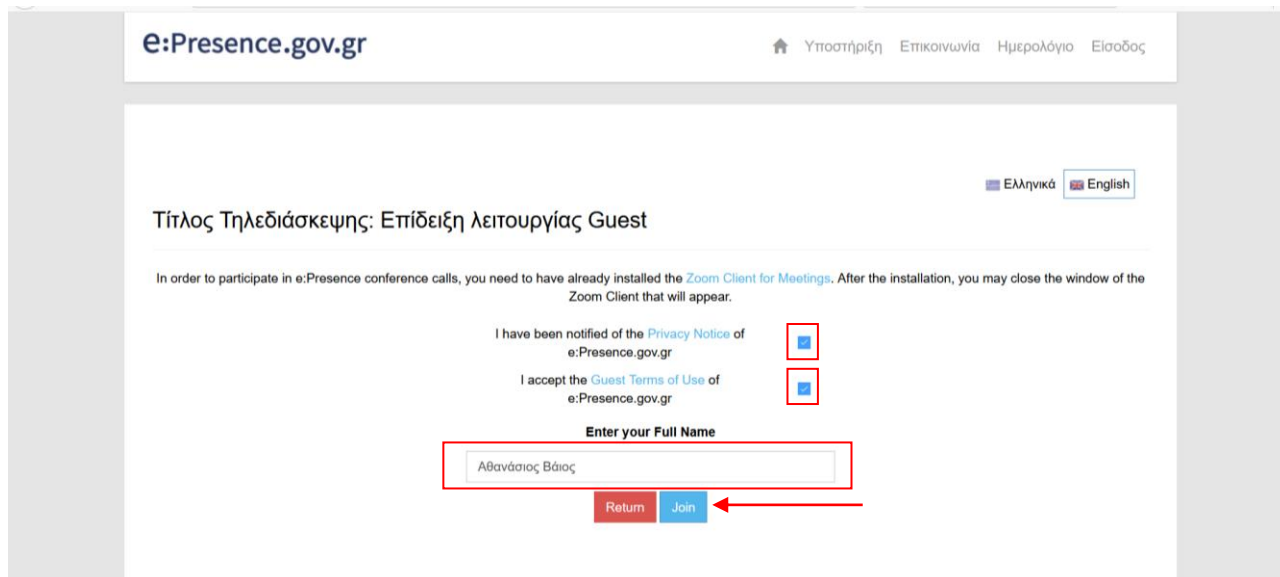 e:Presence.gov.gr
Υποστήριξη Επικοινωνία Ημερολόγιο Είσοδος
Ελληνικά English
Τίτλος Τηλεδιάσκεψης: Επίδειξη λειτουργίας Guest
In order to participate in e:Presence conference calls, you need to have already installed the Zoom Client for Meetings. After the installation, you may close the window of the
Zoom Client that will appear.
I have been notified of the Privacy Notice of
e:Presence.gov.gr
I accept the Guest Terms of Use of
e:Presence.gov.gr
Enter your Full Name
Αθανάσιος Βάιος
Return Join